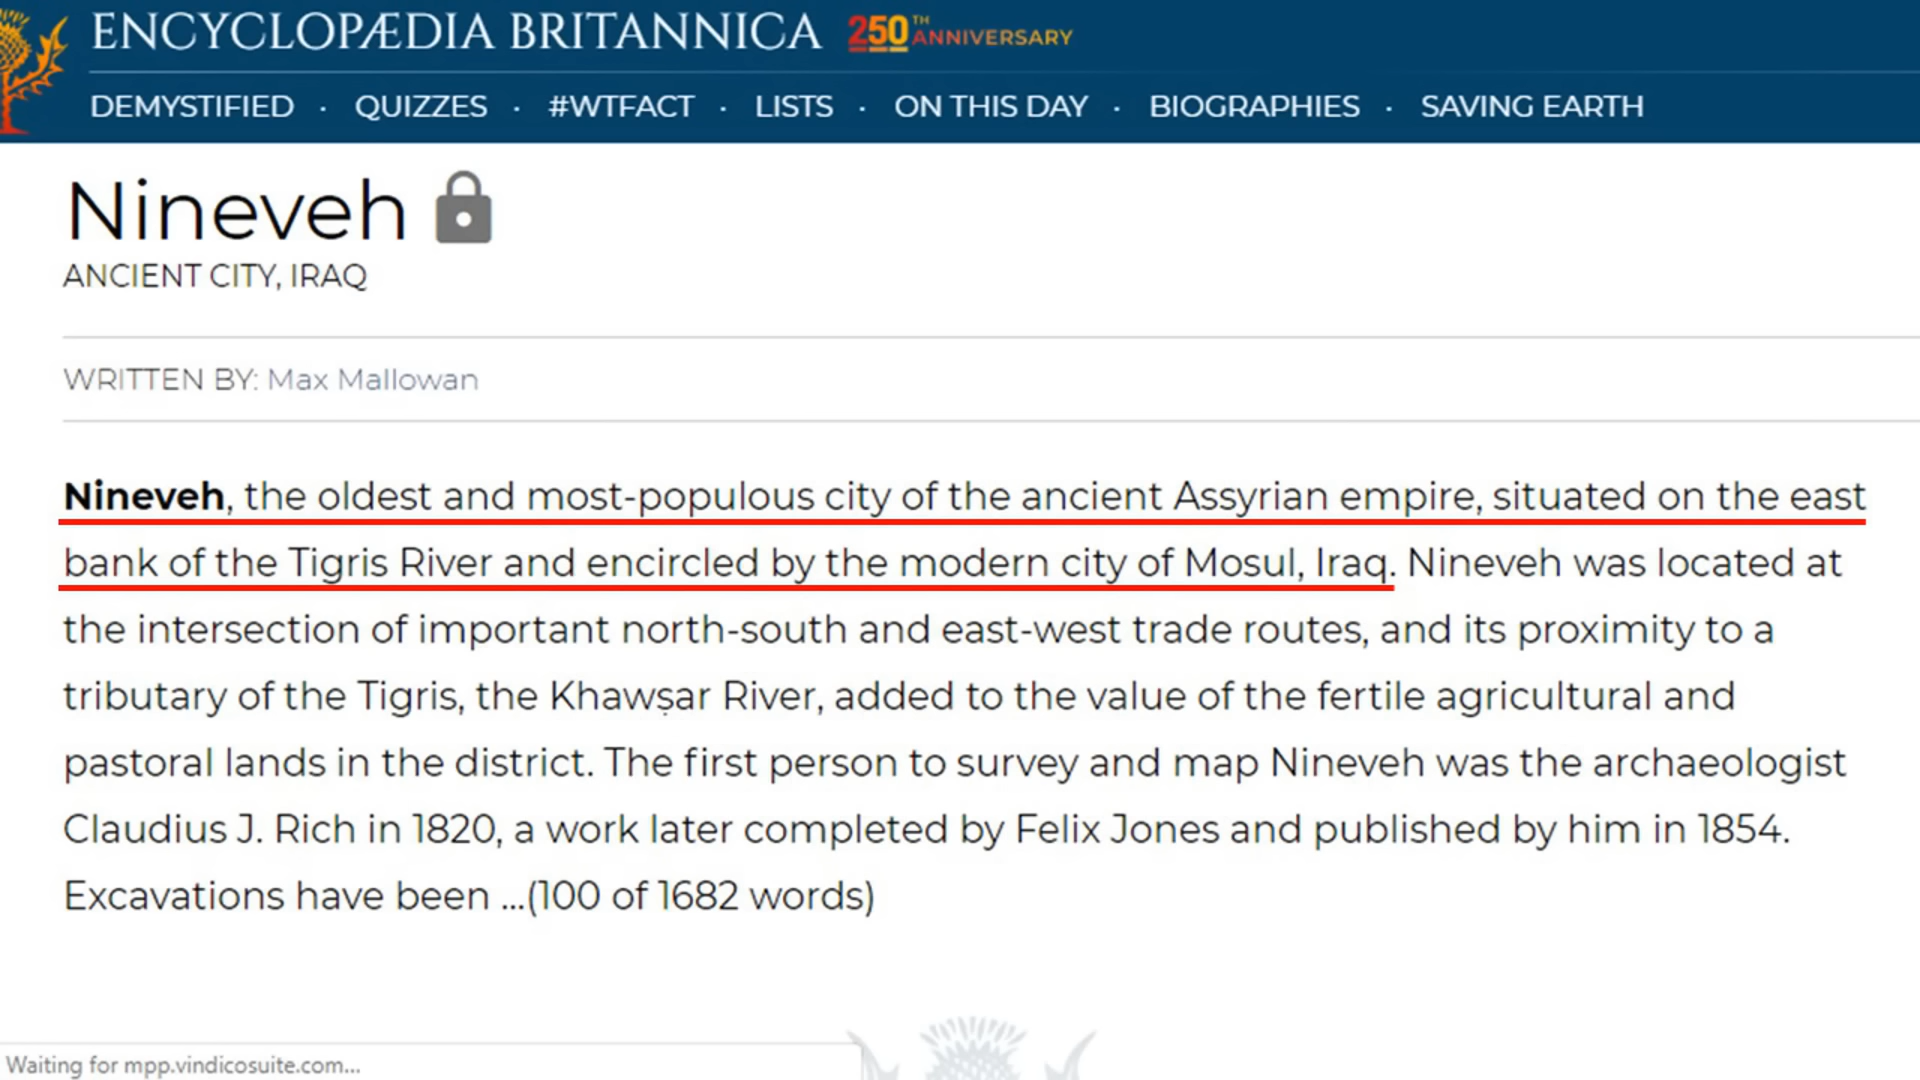 ENCYCLOPÆDIA BRITANNICA 250TH ANNIVERSARY
DEMYSTIFIED · QUIZZES · #WTFACT · LISTS · ON THIS DAY · BIOGRAPHIES · SAVING EARTH
Nineveh
ANCIENT CITY, IRAQ
WRITTEN BY: Max Mallowan
Nineveh, the oldest and most-populous city of the ancient Assyrian empire, situated on the east
bank of the Tigris River and encircled by the modern city of Mosul, Iraq. Nineveh was located at
the intersection of important north-south and east-west trade routes, and its proximity to a
tributary of the Tigris, the Khawṣar River, added to the value of the fertile agricultural and
pastoral lands in the district. The first person to survey and map Nineveh was the archaeologist
Claudius J. Rich in 1820, a work later completed by Felix Jones and published by him in 1854.
Excavations have been ...(100 of 1682 words)
Waiting for mpp.vindicosuite.com...